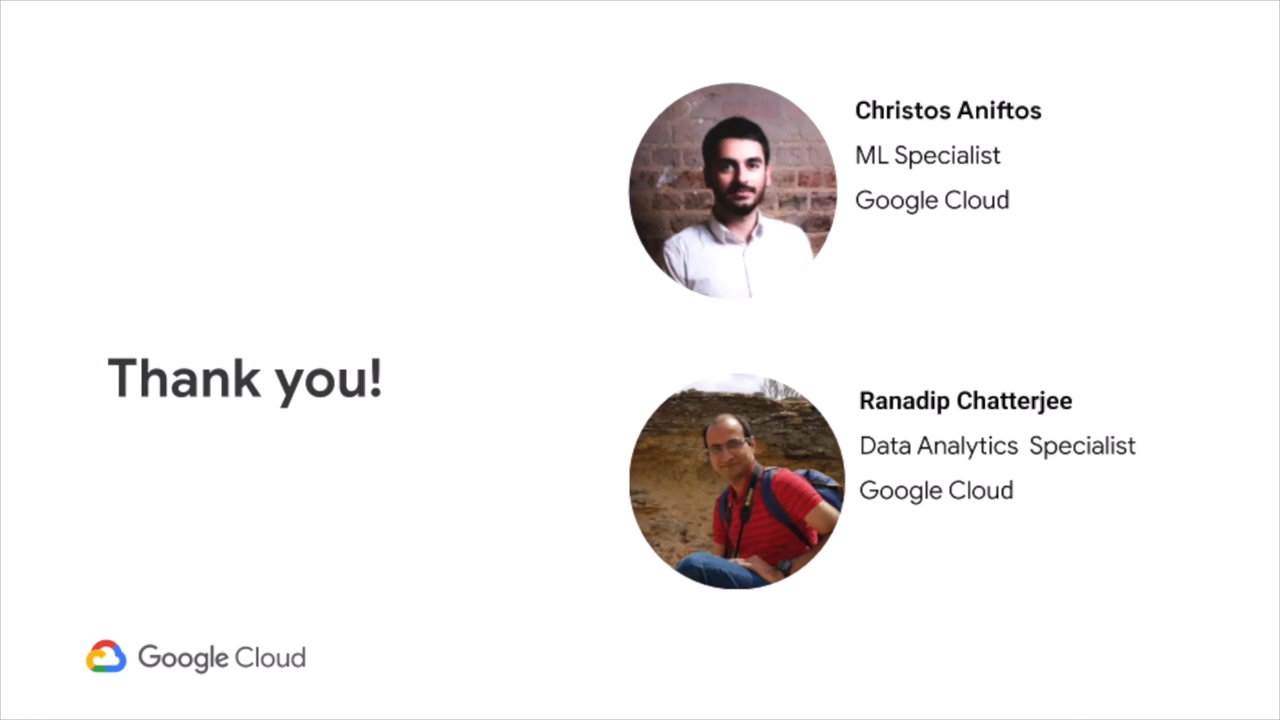 Christos Aniftos
ML Specialist
Google Cloud
Thank you!
Ranadip Chatterjee
Data Analytics  Specialist
Google Cloud
Google Cloud